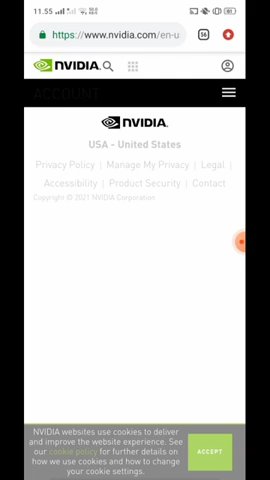 11.55
https://www.nvidia.com/en-u
56
NVIDIA.
ACCOUNT
NVIDIA.
USA - United States
Privacy Policy | Manage My Privacy | Legal |
Accessibility | Product Security | Contact
Copyright © 2021 NVIDIA Corporation
NVIDIA websites use cookies to deliver
and improve the website experience. See
our cookie policy for further details on
how we use cookies and how to change
your cookie settings.
ACCEPT